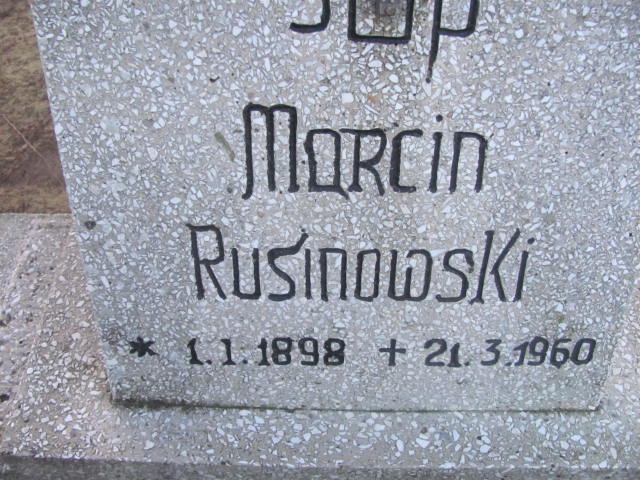 Marcin
Rusinowski
* 1.1.1898 + 21.3.1960